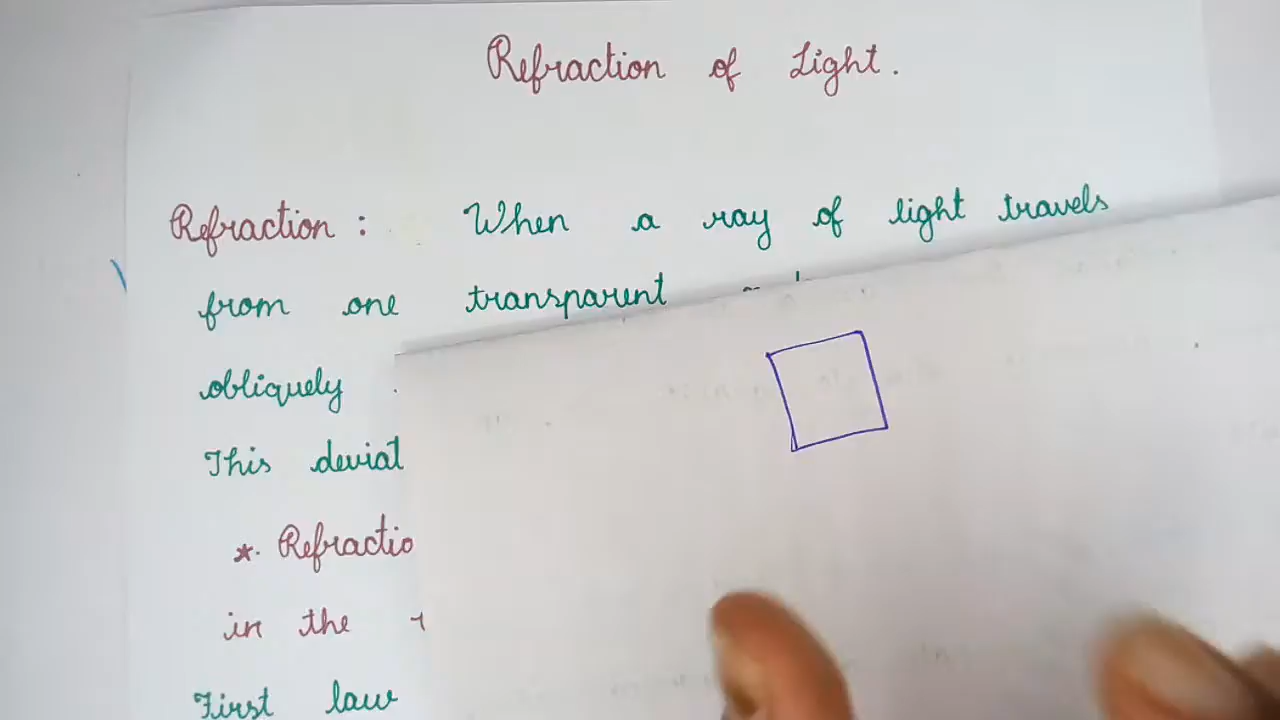 Refraction of Light.
Refraction : When a ray of light travels
from one transparent
obliquely
This deviat
*. Refractio
in the
First law